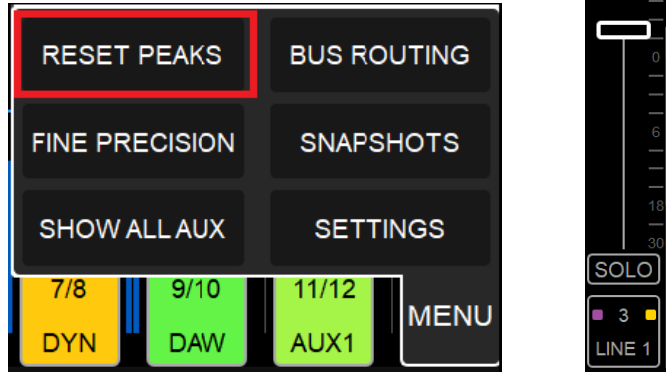 RESET PEAKS
BUS ROUTING
FINE PRECISION
SNAPSHOTS
SHOW ALL AUX
SETTINGS
7/8
9/10
11/12
MENU
DYN
DAW
AUX1
0
6
18
30
SOLO
3
LINE 1